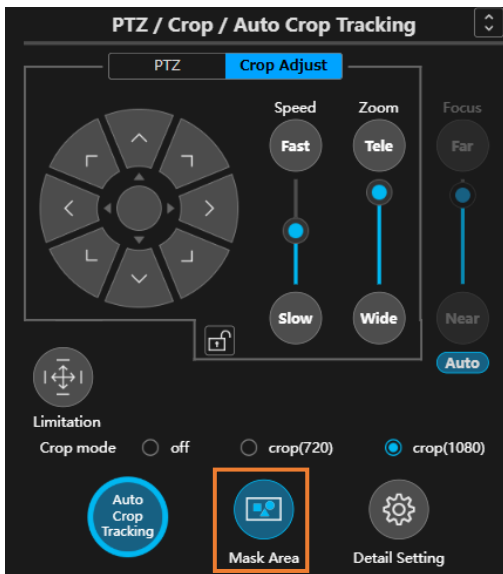 PTZ / Crop / Auto Crop Tracking
PTZ
Crop Adjust
Speed
Zoom
Focus
Fast
Tele
Far
Slow
Wide
Near
Auto
Limitation
Crop mode
off
crop(720)
crop(1080)
Auto
Crop
Tracking
Mask Area
Detail Setting